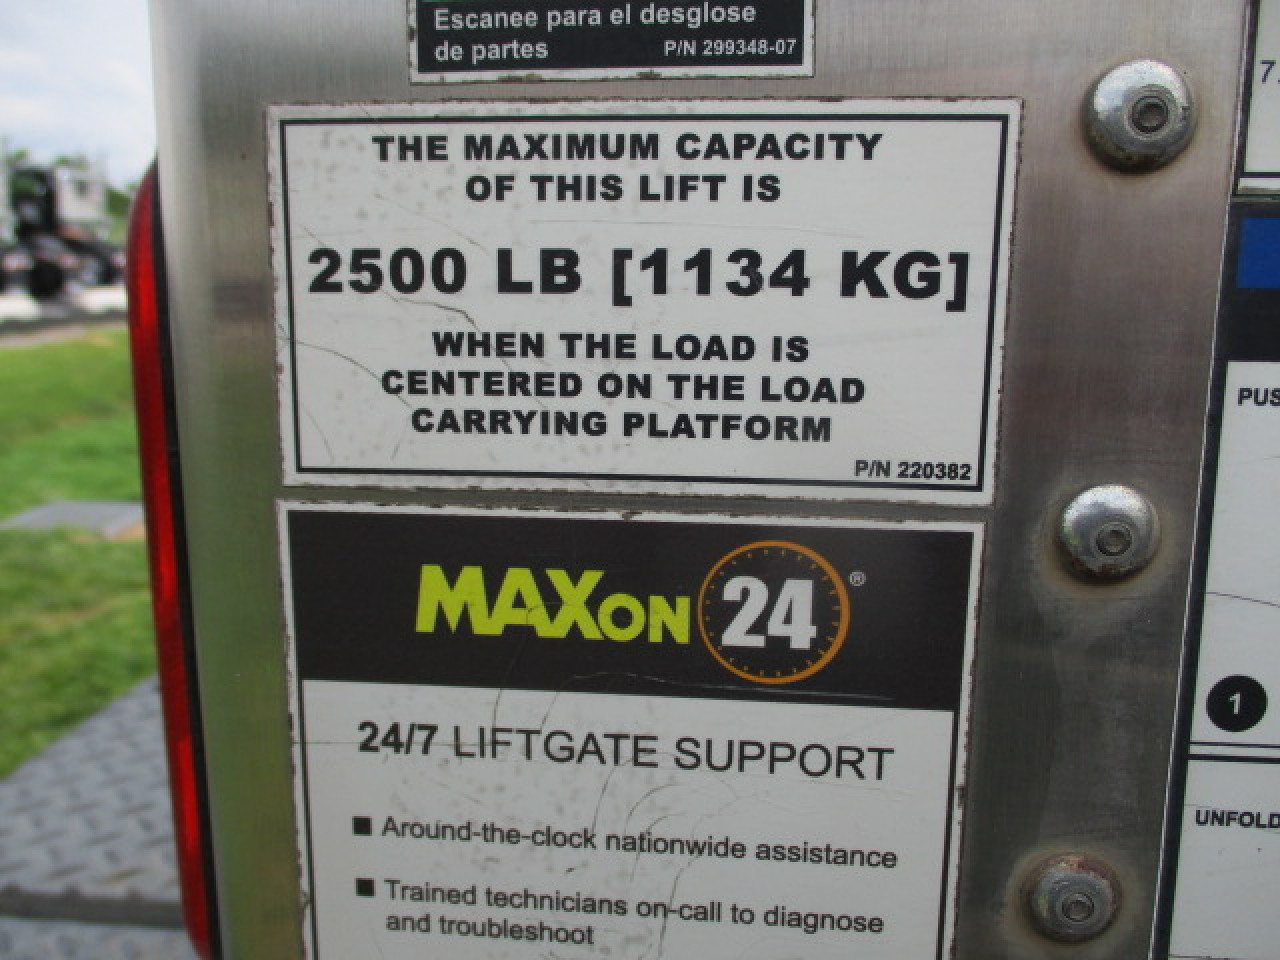 Escanee para el desglose
de partes P/N 299348-07
THE MAXIMUM CAPACITY
OF THIS LIFT IS
2500 LB [1134 KG]
WHEN THE LOAD IS
CENTERED ON THE LOAD
CARRYING PLATFORM
P/N 220382
MAXON 24®
24/7 LIFTGATE SUPPORT
■ Around-the-clock nationwide assistance
■ Trained technicians on-call to diagnose
and troubleshoot
1
UNFOLD